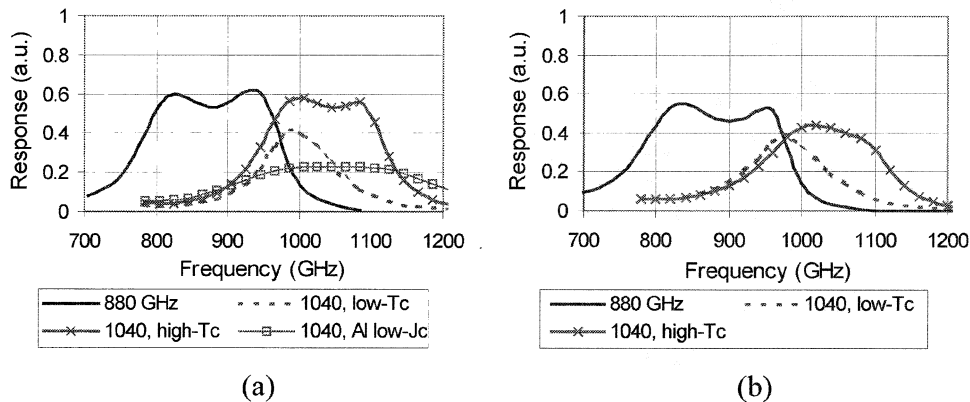 1
0.8
0.6
0.4
0.2
0
Response (a.u.)
700 800 900 1000 1100 1200
Frequency (GHz)
880 GHz
1040, low-Tc
1040, high-Tc
1040, Al low-Jc
(a)
1
0.8
0.6
0.4
0.2
0
Response (a.u.)
700 800 900 1000 1100 1200
Frequency (GHz)
880 GHz
1040, low-Tc
1040, high-Tc
(b)